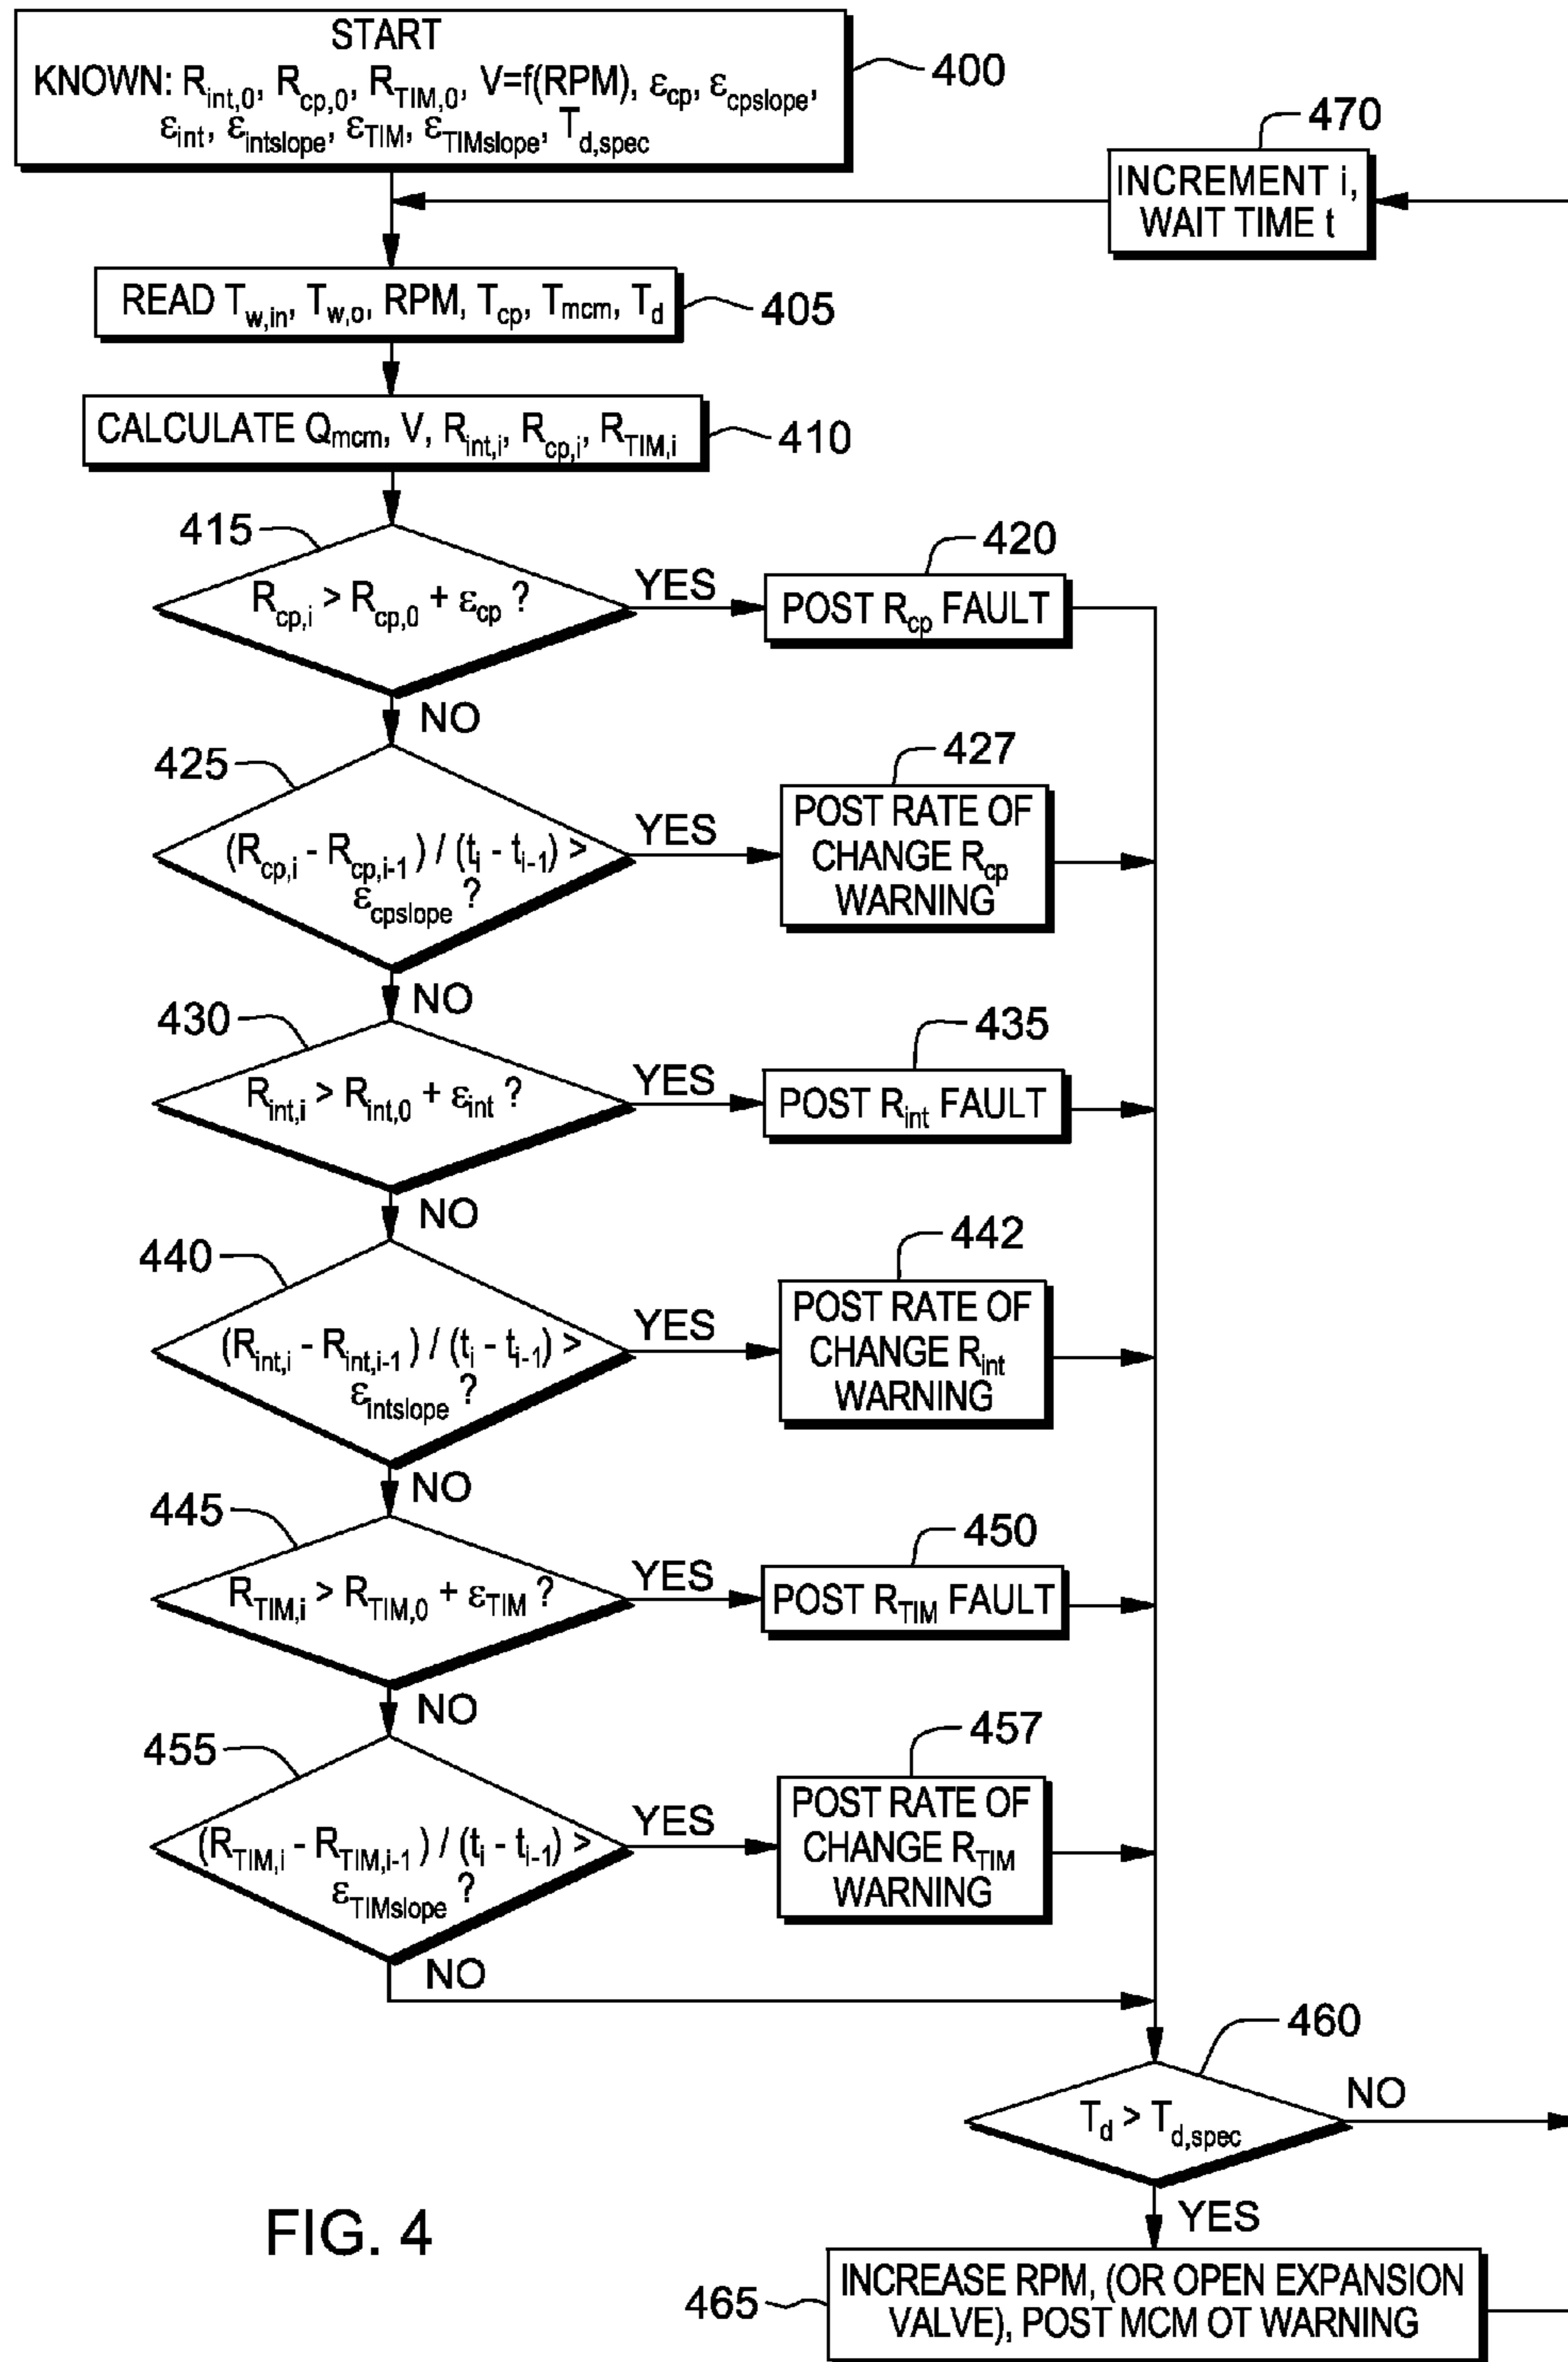 START
KNOWN: R_int,0, R_cp,0, R_TIM,0, V=f(RPM), ε_cp, ε_cpslope,
ε_int, ε_intslope, ε_TIM, ε_TIMslope, T_d,spec
400
470
INCREMENT i,
WAIT TIME t
READ T_w,in, T_w,o, RPM, T_cp, T_mcm, T_d
405
CALCULATE Q_mcm, V, R_int,i, R_cp,i, R_TIM,i
410
415
R_cp,i > R_cp,0 + ε_cp ?
YES
420
POST R_cp FAULT
NO
425
(R_cp,i - R_cp,i-1) / (t_i - t_i-1) >
ε_cpslope ?
YES
427
POST RATE OF
CHANGE R_cp
WARNING
NO
430
R_int,i > R_int,0 + ε_int ?
YES
435
POST R_int FAULT
NO
440
(R_int,i - R_int,i-1) / (t_i - t_i-1) >
ε_intslope ?
YES
442
POST RATE OF
CHANGE R_int
WARNING
NO
445
R_TIM,i > R_TIM,0 + ε_TIM ?
YES
450
POST R_TIM FAULT
NO
455
(R_TIM,i - R_TIM,i-1) / (t_i - t_i-1) >
ε_TIMslope ?
YES
457
POST RATE OF
CHANGE R_TIM
WARNING
NO
460
T_d > T_d,spec
NO
YES
465
INCREASE RPM, (OR OPEN EXPANSION
VALVE), POST MCM OT WARNING
FIG. 4